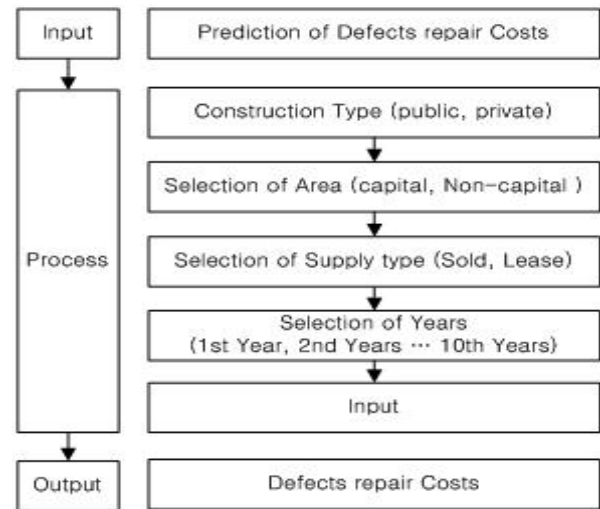 Input
Prediction of Defects repair Costs
Process
Construction Type (public, private)
Selection of Area (capital, Non-capital )
Selection of Supply type (Sold, Lease)
Selection of Years
(1st Year, 2nd Years ··· 10th Years)
Input
Output
Defects repair Costs